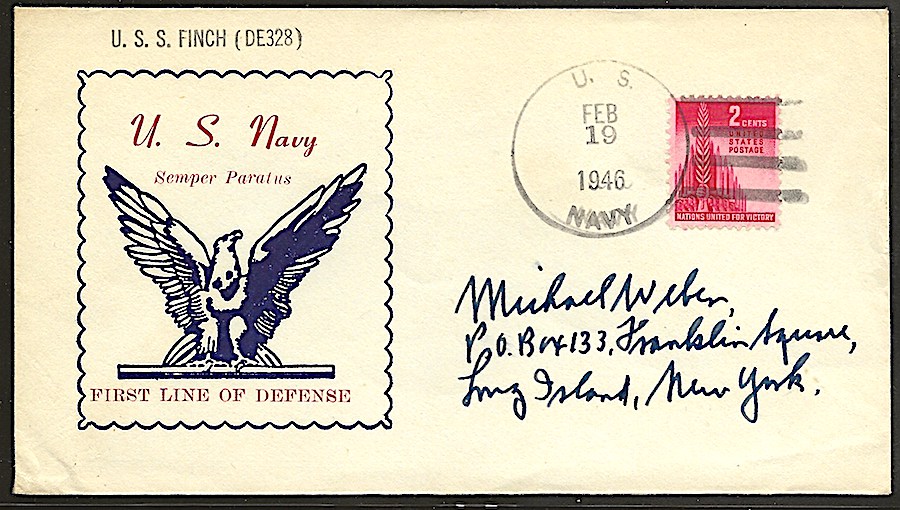 U. S. S. FINCH (DE328)
U. S. Navy
Semper Paratus
FIRST LINE OF DEFENSE
U. S.
FEB
19
1946
NAVY
2 CENTS
UNITED
STATES
POSTAGE
NATIONS UNITED FOR VICTORY
Michael Weber,
P.O. Box 133, Franklin Square,
Long Island, New York.